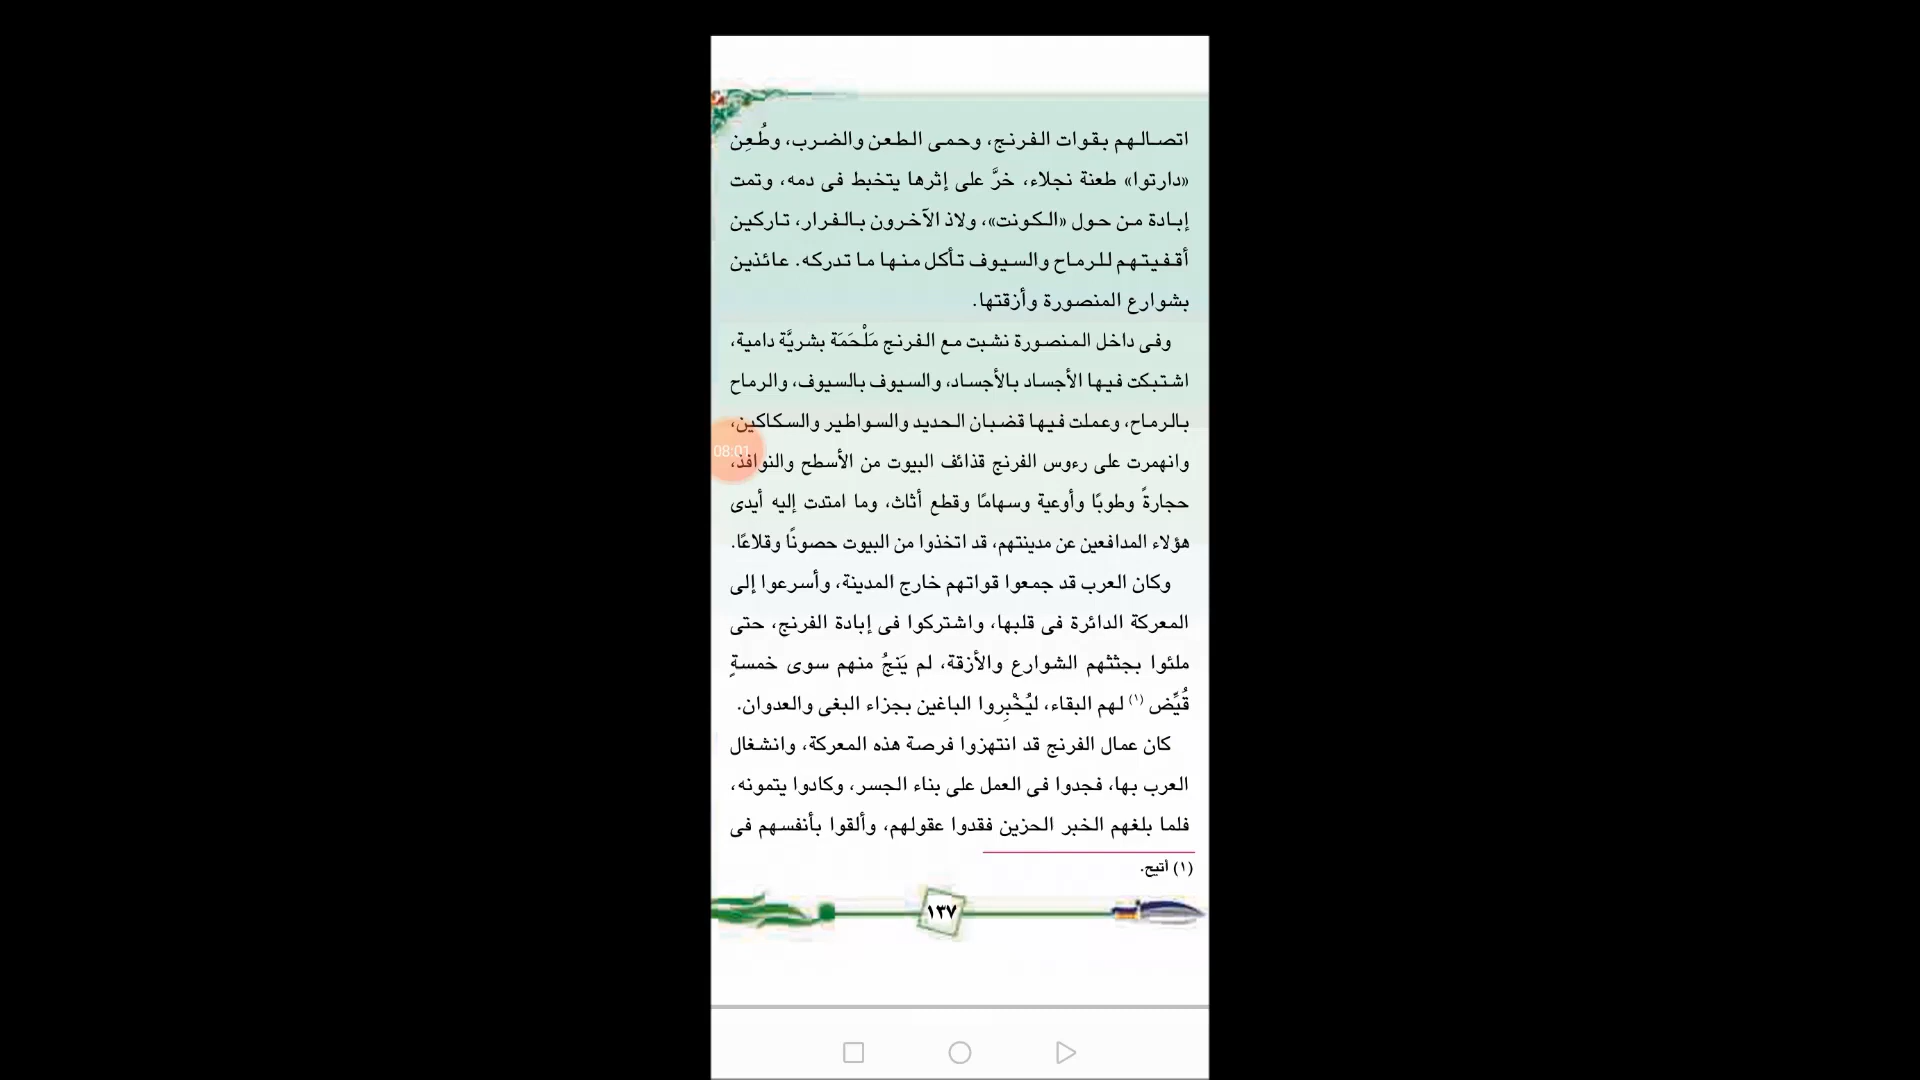 اتصالهم بقوات الفرنج، وحمى الطعن والضرب، وطُعِن
«دارتوا» طعنة نجلاء، خرَّ على إثرها يتخبط فى دمه، وتمت
إبادة من حول «الكونت»، ولاذ الآخرون بالفرار، تاركين
أقفيتهم للرماح والسيوف تأكل منها ما تدركه. عائذين
بشوارع المنصورة وأزقتها.
وفى داخل المنصورة نشبت مع الفرنج مَلْحَمَة بشريَّة دامية،
اشتبكت فيها الأجساد بالأجساد، والسيوف بالسيوف، والرماح
بالرماح، وعملت فيها قضبان الحديد والسواطير والسكاكين،
08:01
وانهمرت على رءوس الفرنج قذائف البيوت من الأسطح والنوافذ،
حجارةً وطوبًا وأوعية وسهامًا وقطع أثاث، وما امتدت إليه أيدى
هؤلاء المدافعين عن مدينتهم، قد اتخذوا من البيوت حصونًا وقلاعًا.
وكان العرب قد جمعوا قواتهم خارج المدينة، وأسرعوا إلى
المعركة الدائرة فى قلبها، واشتركوا فى إبادة الفرنج، حتى
ملئوا بجثثهم الشوارع والأزقة، لم يَنجُ منهم سوى خمسةٍ
قُيِّض (١) لهم البقاء، ليُخْبِروا الباغين بجزاء البغى والعدوان.
كان عمال الفرنج قد انتهزوا فرصة هذه المعركة، وانشغال
العرب بها، فجدوا فى العمل على بناء الجسر، وكادوا يتمونه،
فلما بلغهم الخبر الحزين فقدوا عقولهم، وألقوا بأنفسهم فى
(١) أتيح.
١٣٧